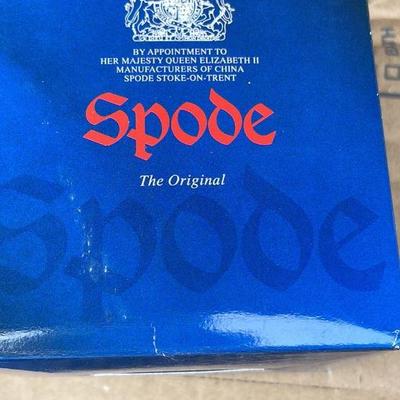 BY APPOINTMENT TO
HER MAJESTY QUEEN ELIZABETH II
MANUFACTURERS OF CHINA
SPODE STOKE-ON-TRENT
Spode
The Original
Spode